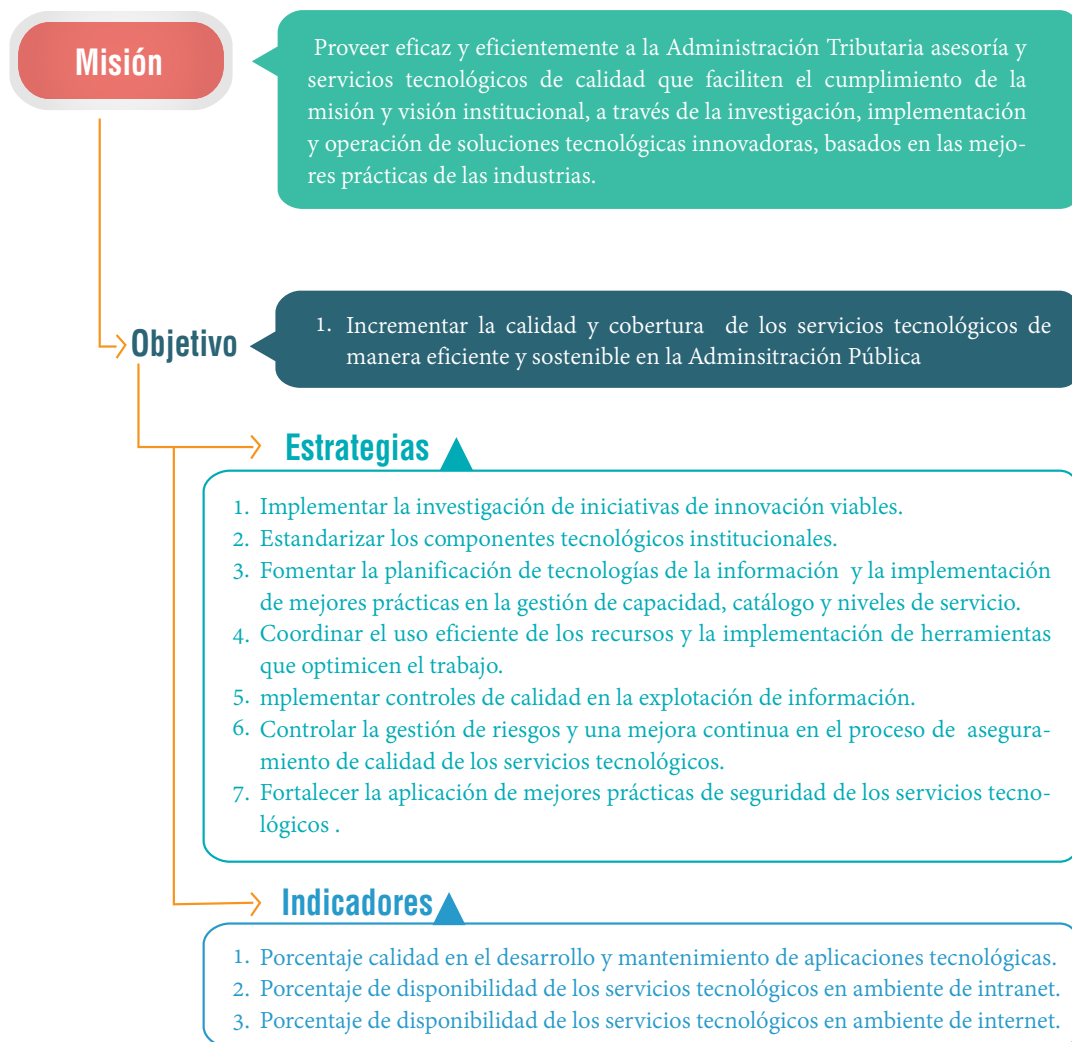 Misión
Proveer eficaz y eficientemente a la Administración Tributaria asesoría y
servicios tecnológicos de calidad que faciliten el cumplimiento de la
misión y visión institucional, a través de la investigación, implementación
y operación de soluciones tecnológicas innovadoras, basados en las mejo-
res prácticas de las industrias.
Objetivo
1. Incrementar la calidad y cobertura de los servicios tecnológicos de
manera eficiente y sostenible en la Adminsitración Pública
Estrategias
1. Implementar la investigación de iniciativas de innovación viables.
2. Estandarizar los componentes tecnológicos institucionales.
3. Fomentar la planificación de tecnologías de la información y la implementación
de mejores prácticas en la gestión de capacidad, catálogo y niveles de servicio.
4. Coordinar el uso eficiente de los recursos y la implementación de herramientas
que optimicen el trabajo.
5. mplementar controles de calidad en la explotación de información.
6. Controlar la gestión de riesgos y una mejora continua en el proceso de asegura-
miento de calidad de los servicios tecnológicos.
7. Fortalecer la aplicación de mejores prácticas de seguridad de los servicios tecno-
lógicos .
Indicadores
1. Porcentaje calidad en el desarrollo y mantenimiento de aplicaciones tecnológicas.
2. Porcentaje de disponibilidad de los servicios tecnológicos en ambiente de intranet.
3. Porcentaje de disponibilidad de los servicios tecnológicos en ambiente de internet.